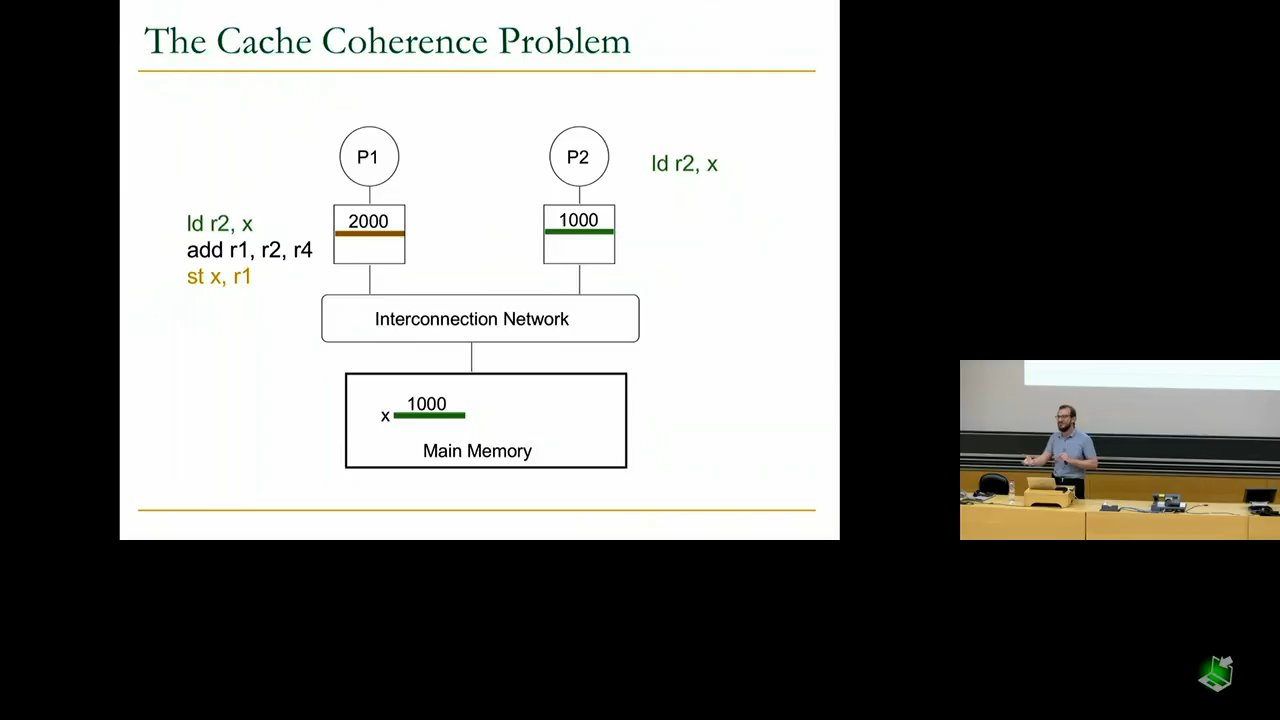 The Cache Coherence Problem
P1
P2
ld r2, x
2000
1000
ld r2, x
add r1, r2, r4
st x, r1
Interconnection Network
1000
x
Main Memory